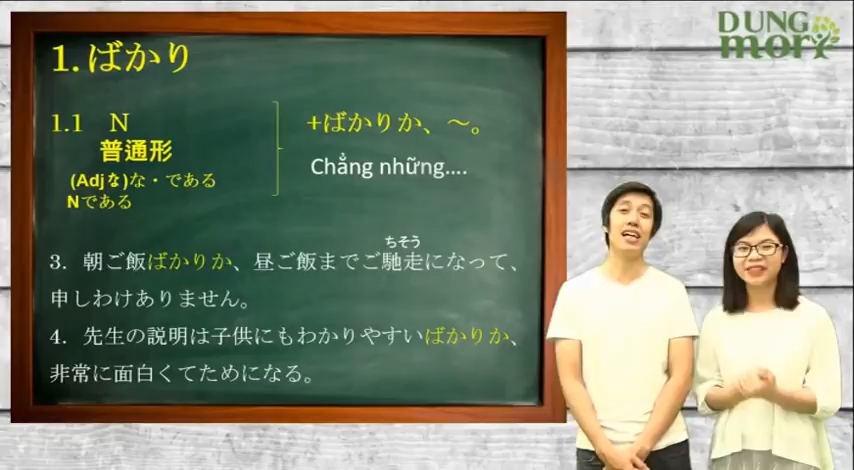 DUNG
mori
1.ばかり
1.1 N
普通形
(Adjな)な・である
Nである
+ばかりか、～。
Chẳng những....
ちそう
3. 朝ご飯ばかりか、昼ご飯までご馳走になって、
申しわけありません。
4. 先生の説明は子供にもわかりやすいばかりか、
非常に面白くてためになる。